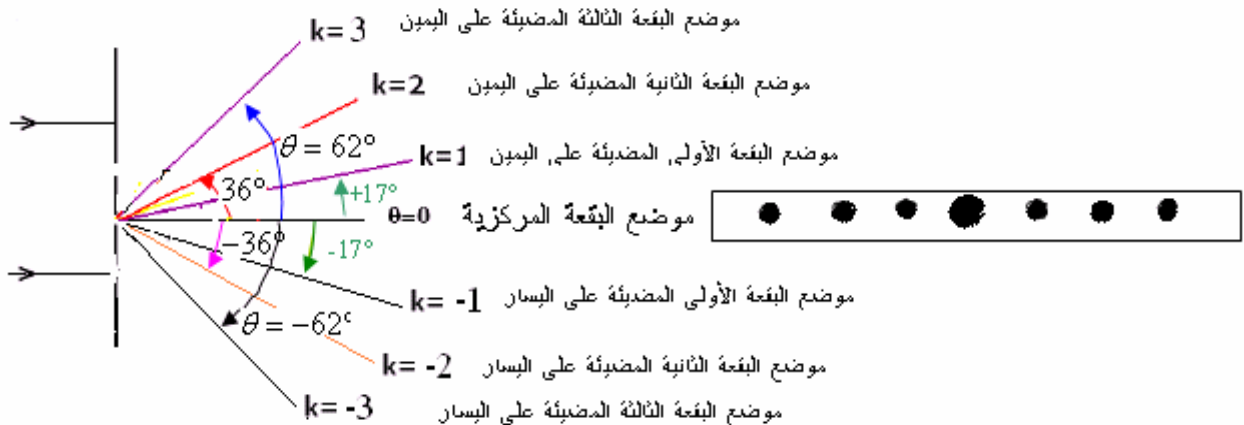 k= 3 موضع البقعة الثالثة المضيئة على اليمين
k=2 موضع البقعة الثانية المضيئة على اليمين
θ = 62°
k=1 موضع البقعة الأولى المضيئة على اليمين
36°
+17°
θ=0 موضع البقعة المركزية
−36°
-17°
k= -1 موضع البقعة الأولى المضيئة على اليسار
θ = −62°
k= -2 موضع البقعة الثانية المضيئة على اليسار
k= -3 موضع البقعة الثالثة المضيئة على اليسار